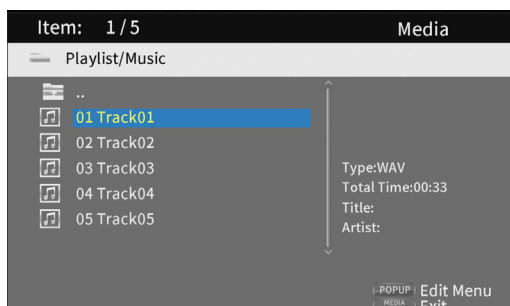 Item: 1/5 Media
Playlist/Music
..
01 Track01
02 Track02
03 Track03
04 Track04
05 Track05
Type:WAV
Total Time:00:33
Title:
Artist:
POPUP Edit Menu
MEDIA Exit